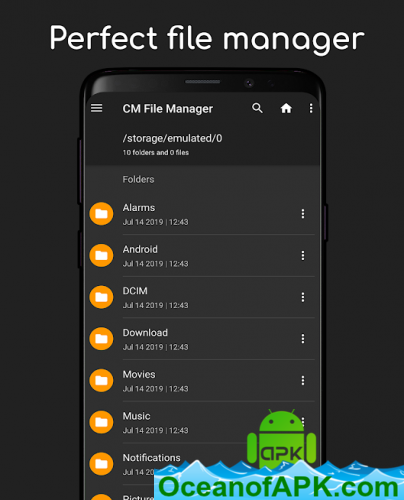 Perfect file manager
CM File Manager
/storage/emulated/0
10 folders and 0 files
Folders
Alarms
Jul 14 2019 | 12:43
Android
Jul 14 2019 | 12:43
DCIM
Jul 14 2019 | 12:43
Download
Jul 14 2019 | 12:43
Movies
Jul 14 2019 | 12:43
Music
Jul 14 2019 | 12:43
Notifications
Jul 14 2019 | 12:43
APK
OceanofAPK.com